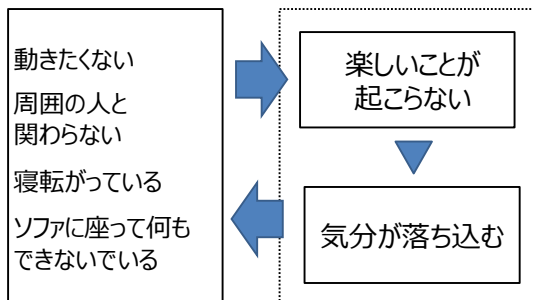 動きたくない
周囲の人と
関わらない
寝転がっている
ソファに座って何も
できないでいる
楽しいことが
起こらない
気分が落ち込む